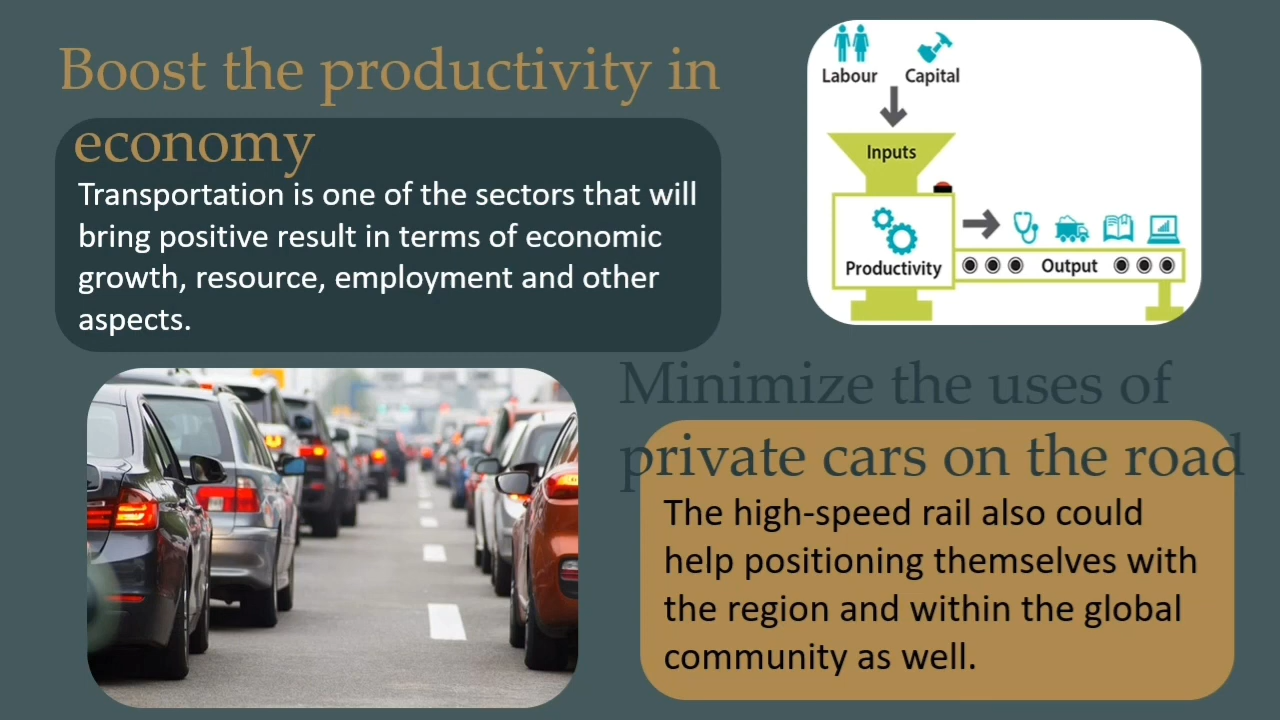 Boost the productivity in
economy
Transportation is one of the sectors that will
bring positive result in terms of economic
growth, resource, employment and other
aspects.
Labour Capital
Inputs
Productivity
Output
Minimize the uses of
private cars on the road
The high-speed rail also could
help positioning themselves with
the region and within the global
community as well.